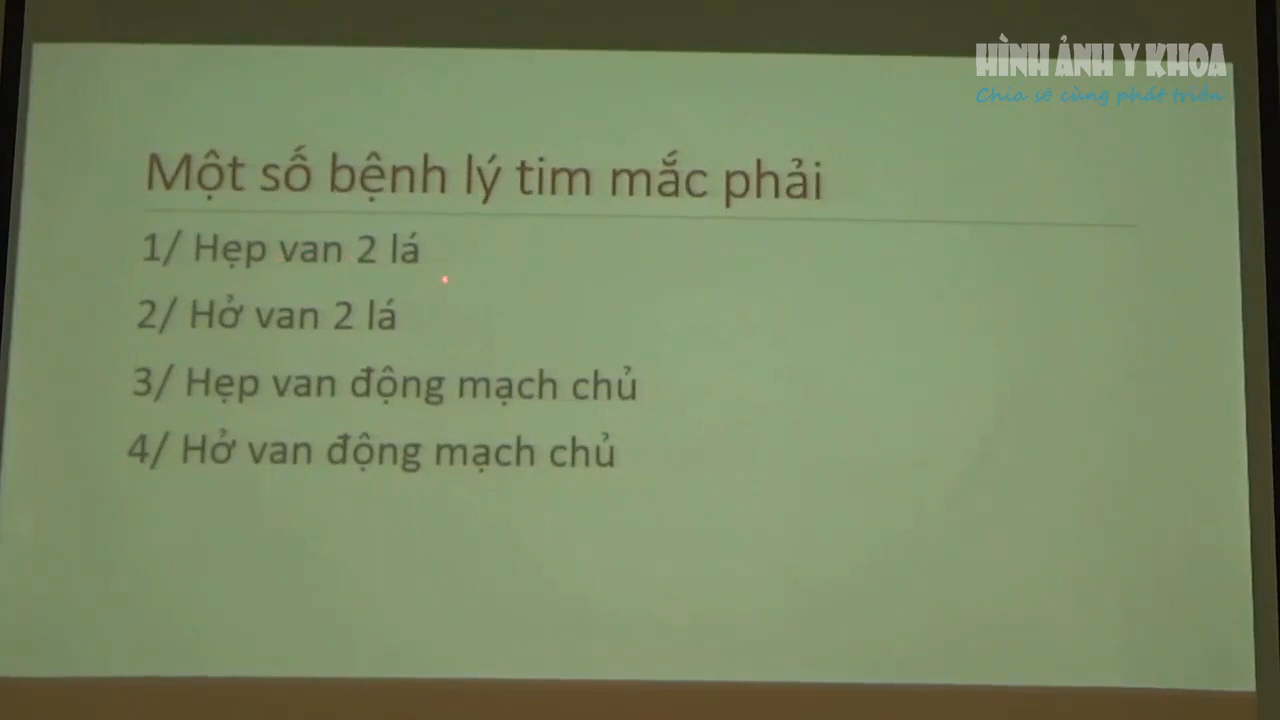 HÌNH ẢNH Y KHOA
Chia sẻ cùng phát triển
Một số bệnh lý tim mắc phải
1/ Hẹp van 2 lá
2/ Hở van 2 lá
3/ Hẹp van động mạch chủ
4/ Hở van động mạch chủ